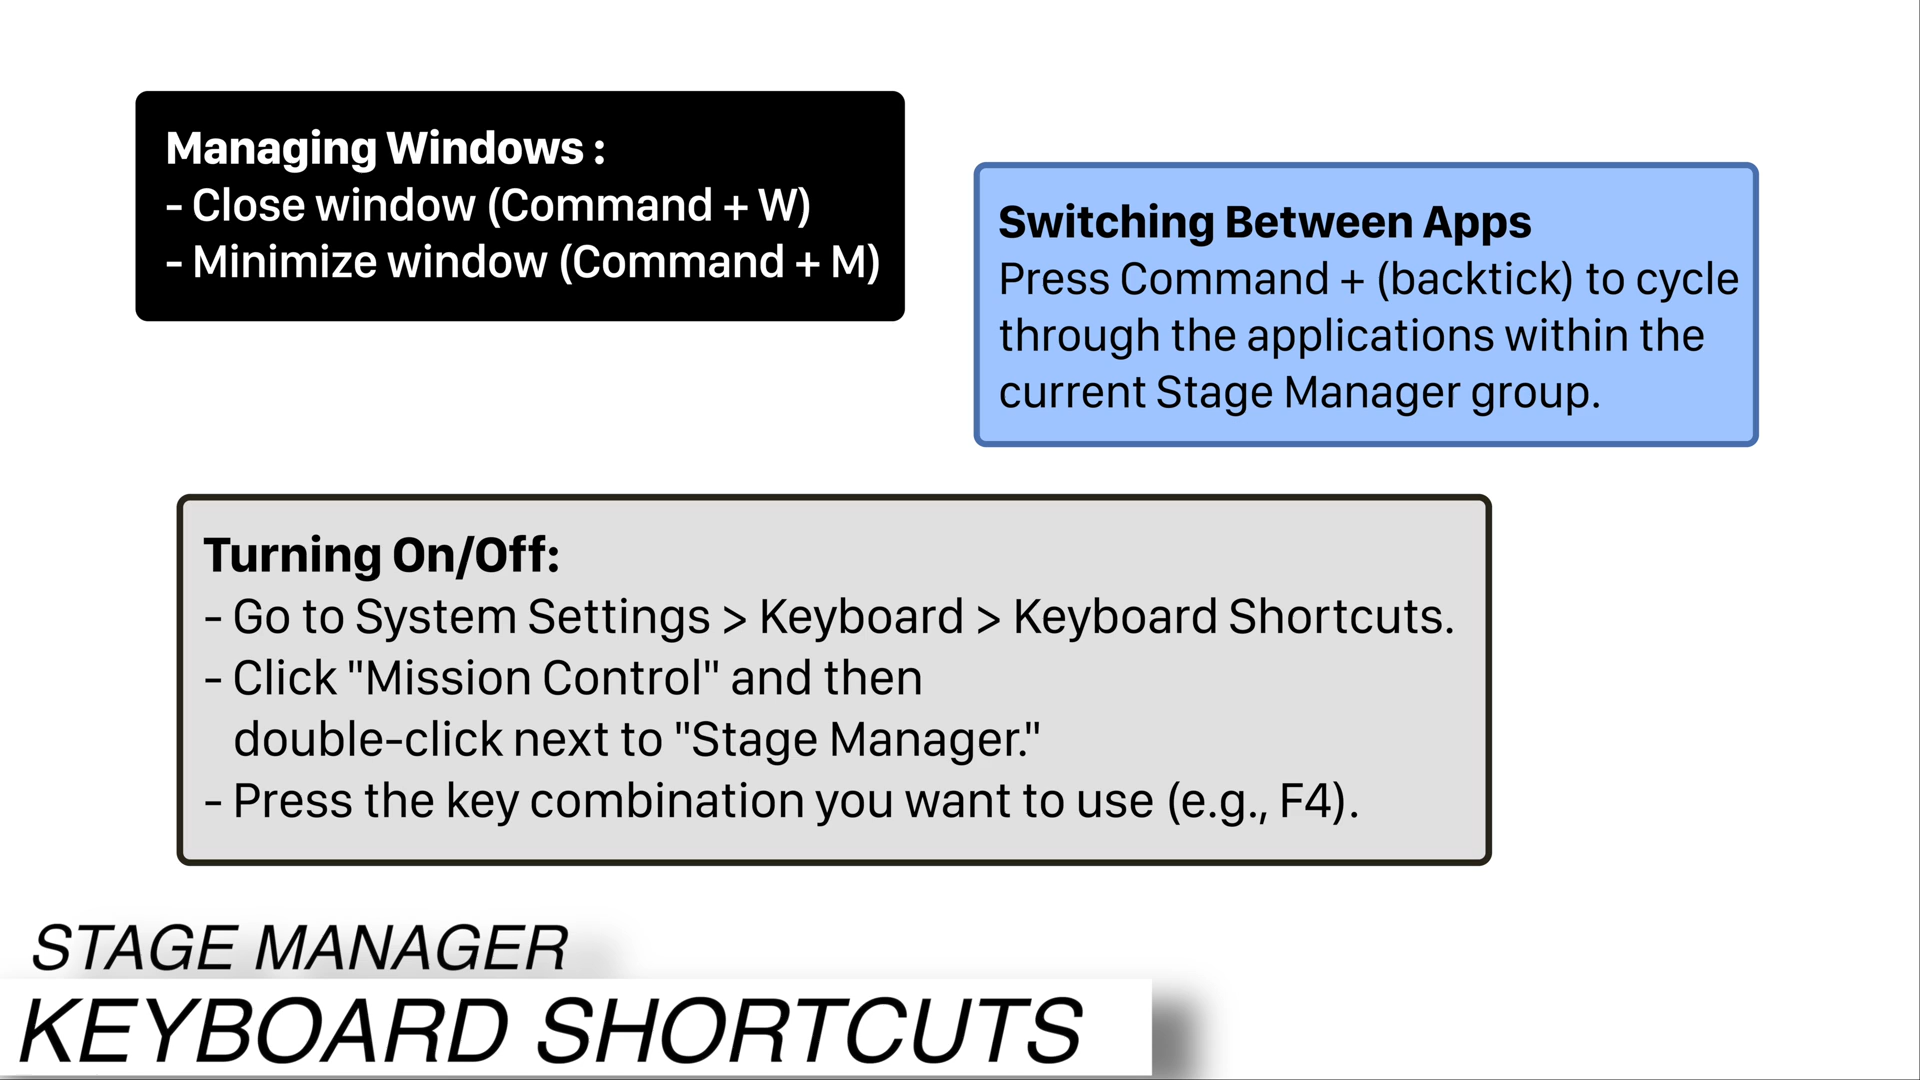 Managing Windows :
- Close window (Command + W)
- Minimize window (Command + M)
Switching Between Apps
Press Command + (backtick) to cycle
through the applications within the
current Stage Manager group.
Turning On/Off:
- Go to System Settings > Keyboard > Keyboard Shortcuts.
- Click "Mission Control" and then
double-click next to "Stage Manager."
- Press the key combination you want to use (e.g., F4).
STAGE MANAGER
KEYBOARD SHORTCUTS